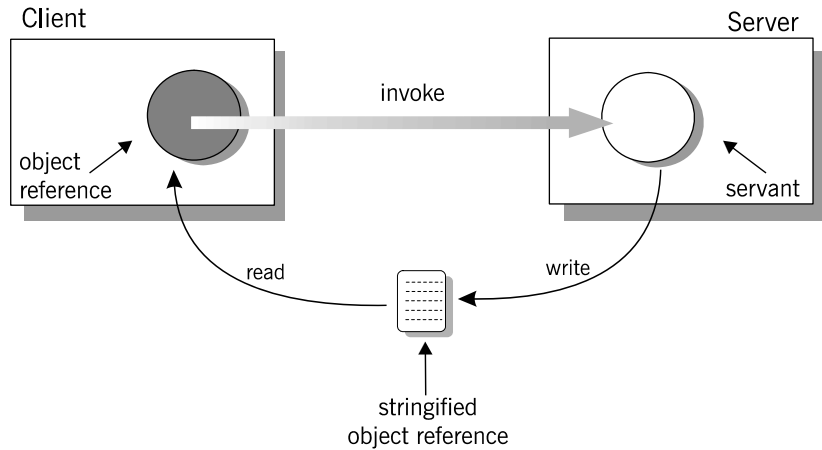 Client
Server
invoke
object
reference
servant
read
write
stringified
object reference